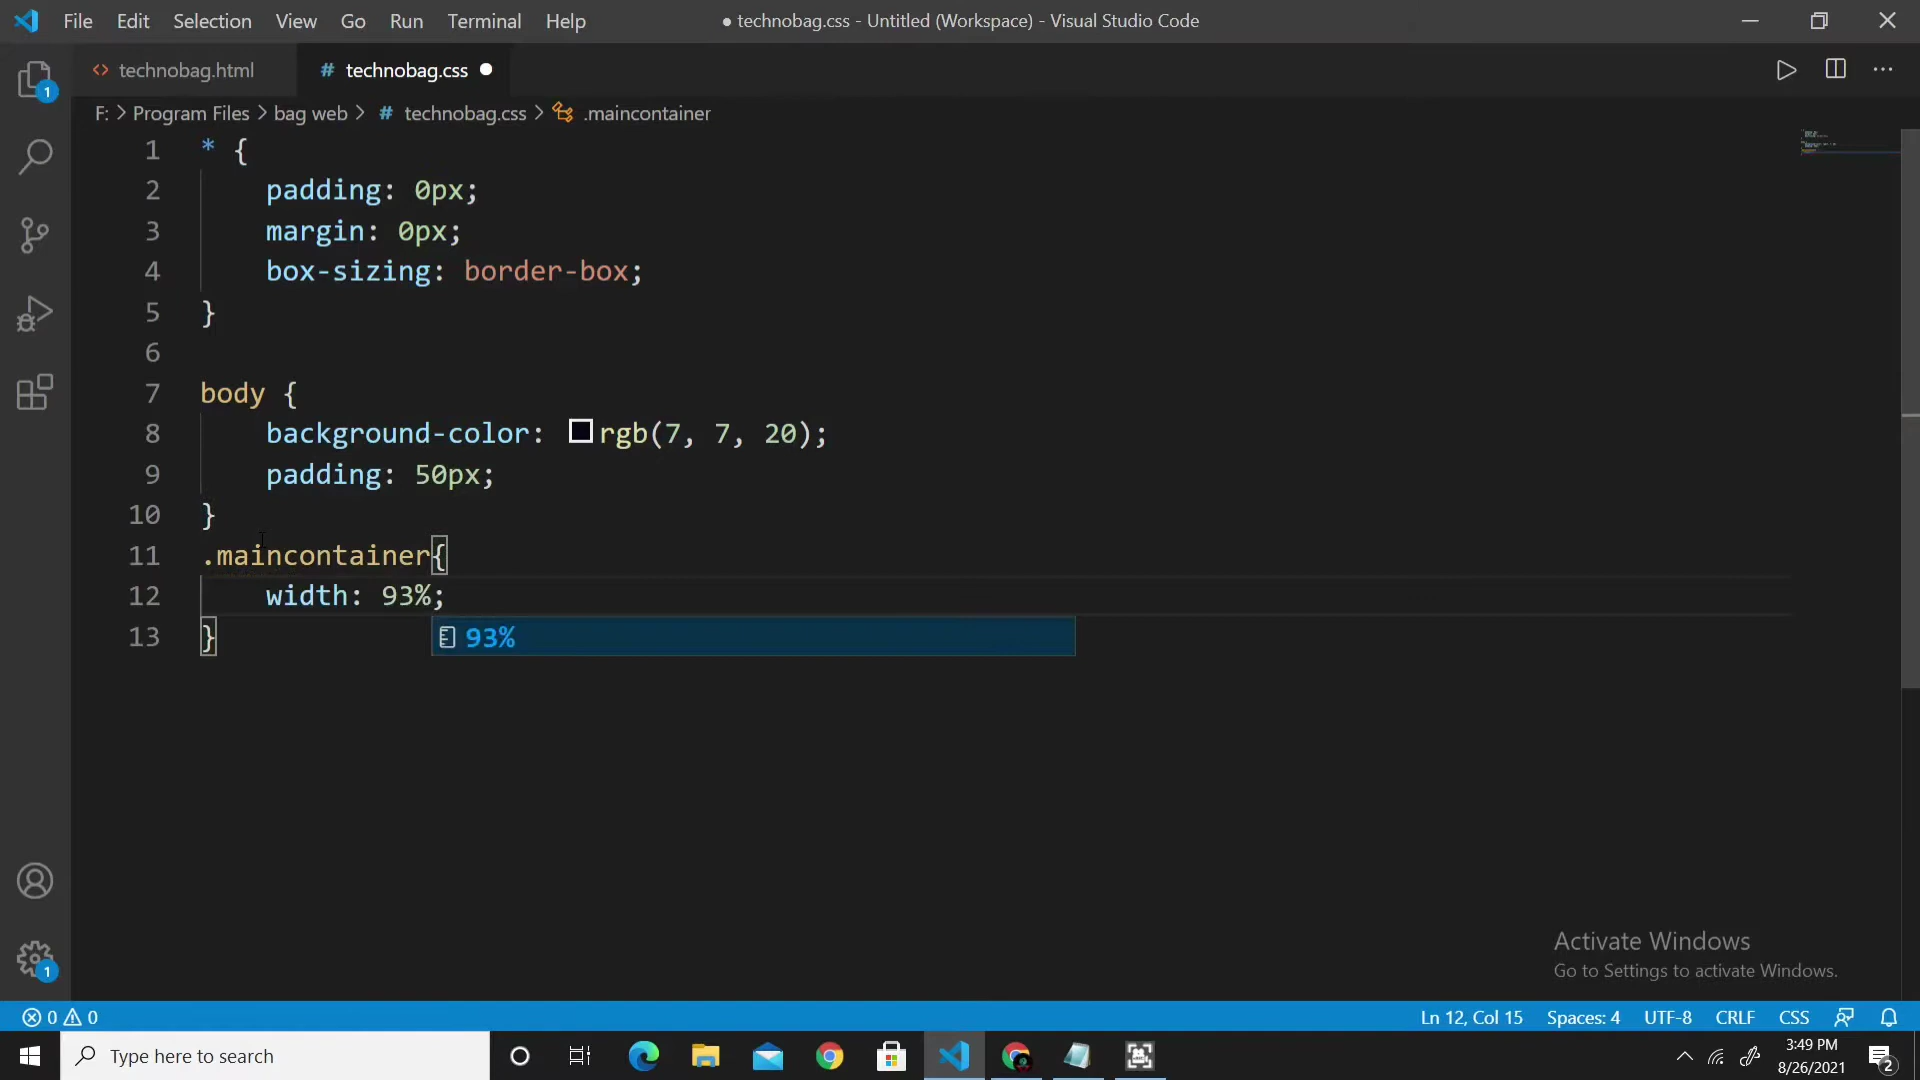 File Edit Selection View Go Run Terminal Help ● technobag.css - Untitled (Workspace) - Visual Studio Code
<> technobag.html # technobag.css ●
1
F: > Program Files > bag web > # technobag.css > .maincontainer
1 * {
2 padding: 0px;
3 margin: 0px;
4 box-sizing: border-box;
5 }
6
7 body {
8 background-color: rgb(7, 7, 20);
9 padding: 50px;
10 }
11 .maincontainer{
12 width: 93%;
13 }
93%
Activate Windows
Go to Settings to activate Windows.
1
0 0 Ln 12, Col 15 Spaces: 4 UTF-8 CRLF CSS
Type here to search
3:49 PM
8/26/2021
2